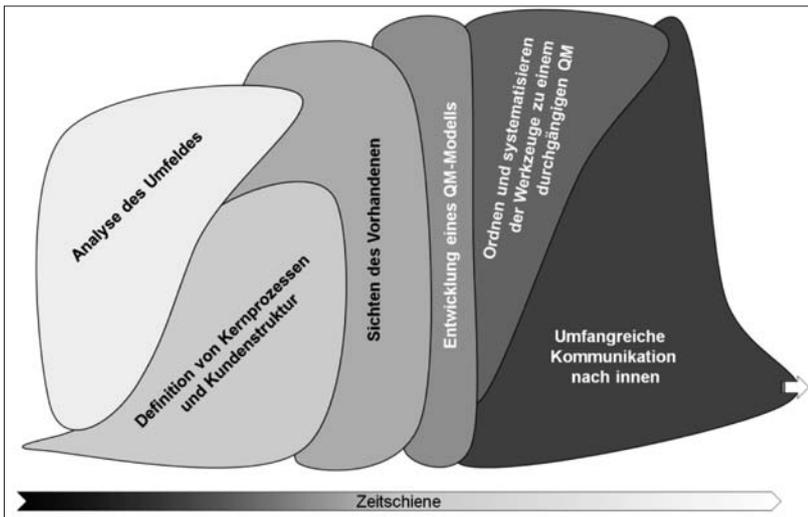 Analyse des Umfeldes
Definition von Kernprozessen
und Kundenstruktur
Sichten des Vorhandenen
Entwicklung eines QM-Modells
Ordnen und systematisieren
der Werkzeuge zu einem
durchgängigen QM
Umfangreiche
Kommunikation
nach innen
Zeitschiene